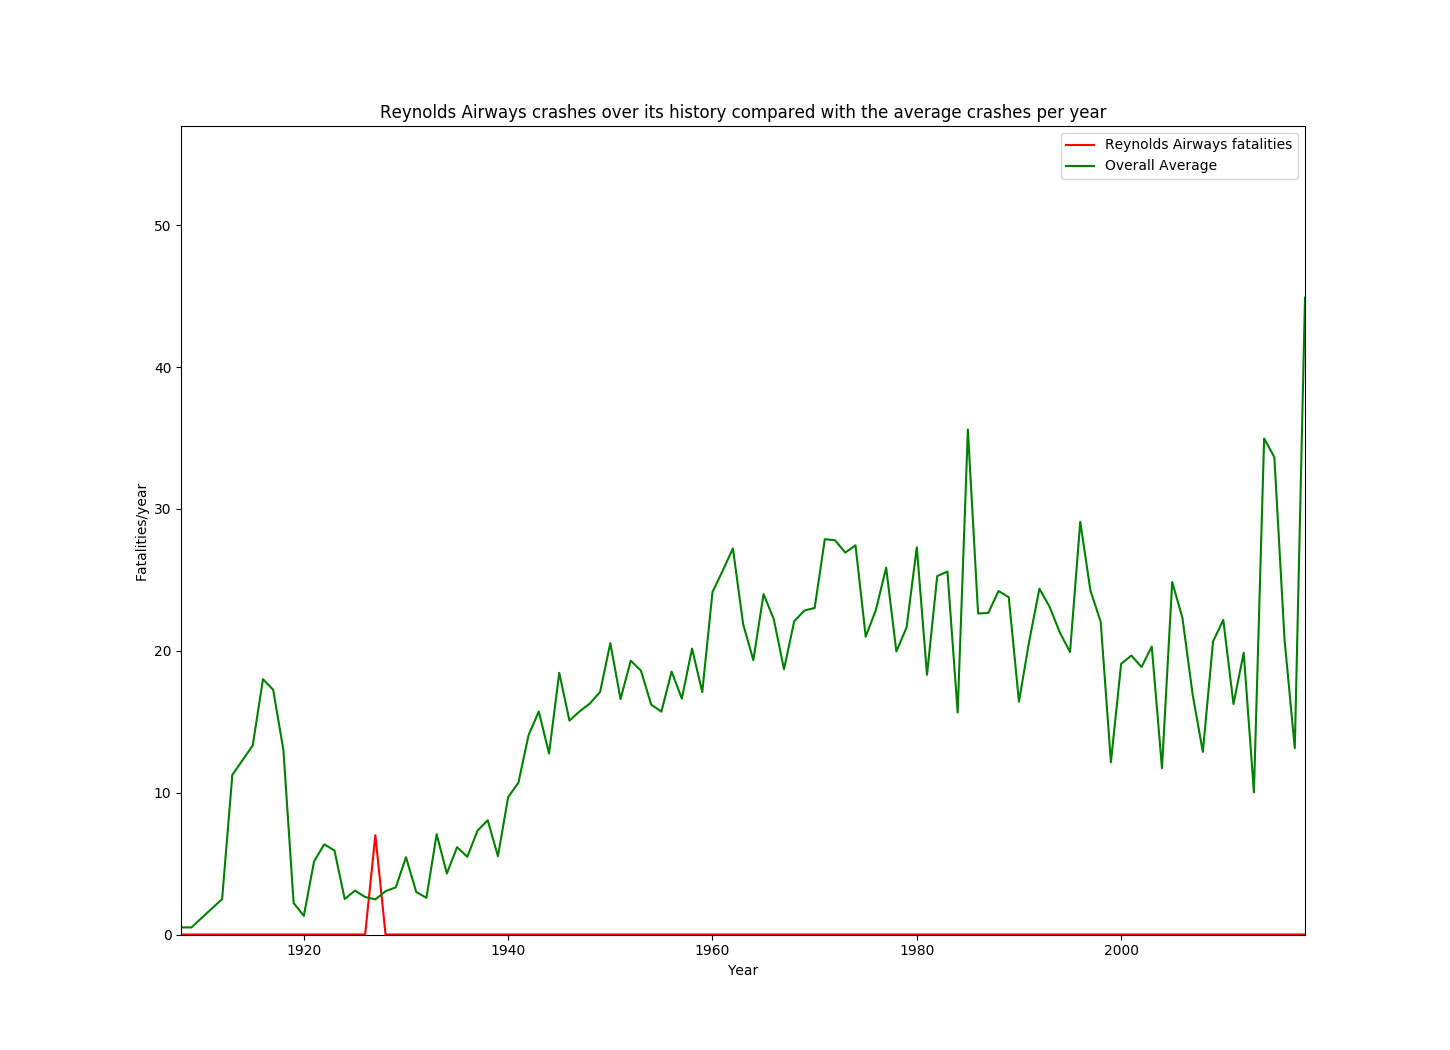 Reynolds Airways crashes over its history compared with the average crashes per year
Reynolds Airways fatalities
Overall Average
50
40
30
20
10
0
Fatalities/year
1920
1940
1960
1980
2000
Year